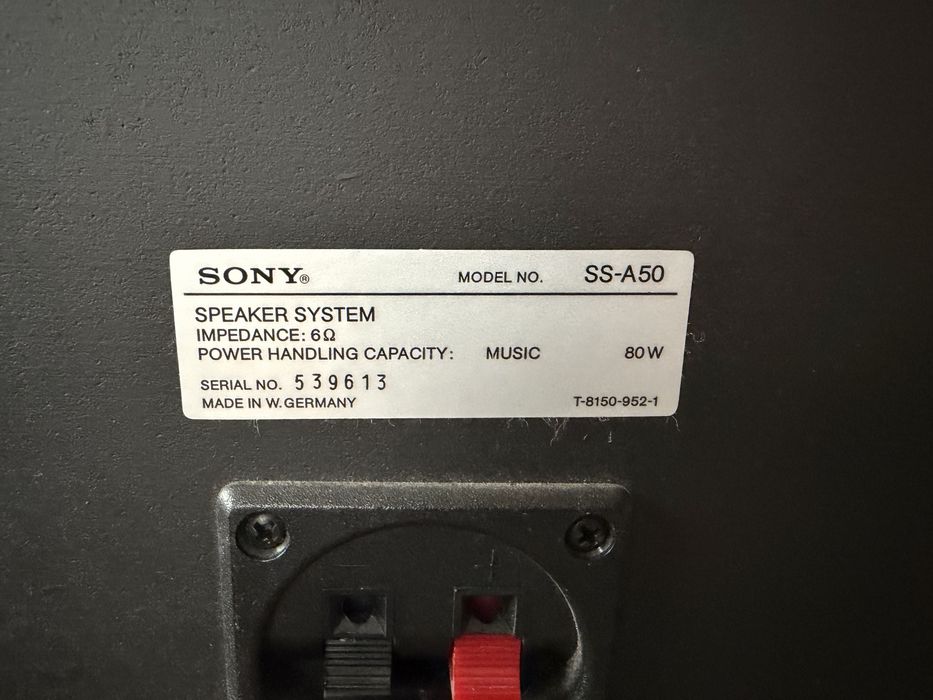 SONY® MODEL NO. SS-A50
SPEAKER SYSTEM
IMPEDANCE: 6Ω
POWER HANDLING CAPACITY: MUSIC 80W
SERIAL NO. 539613
MADE IN W.GERMANY T-8150-952-1